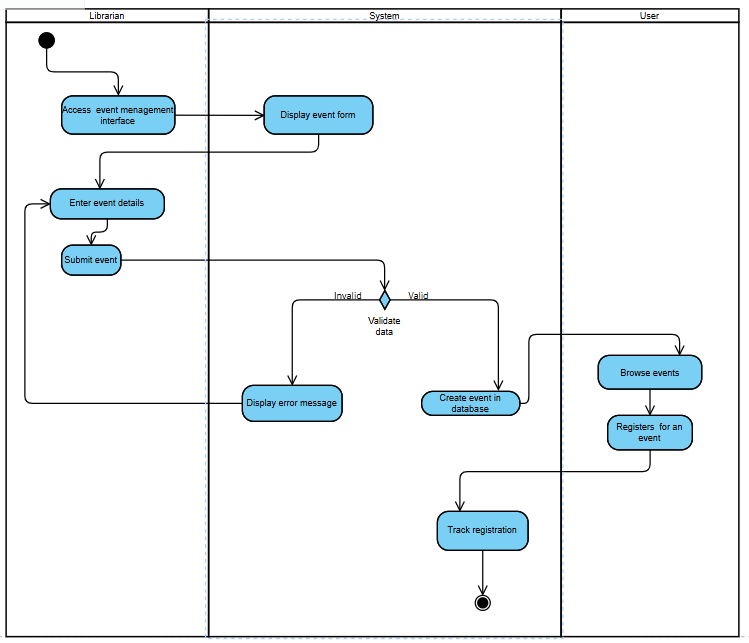 Librarian
System
User
Access  event menagement
interface
Display event form
Enter event details
Submit event
Invalid
Valid
Validate
data
Display error message
Create event in
database
Browse events
Registers  for an
event
Track registration